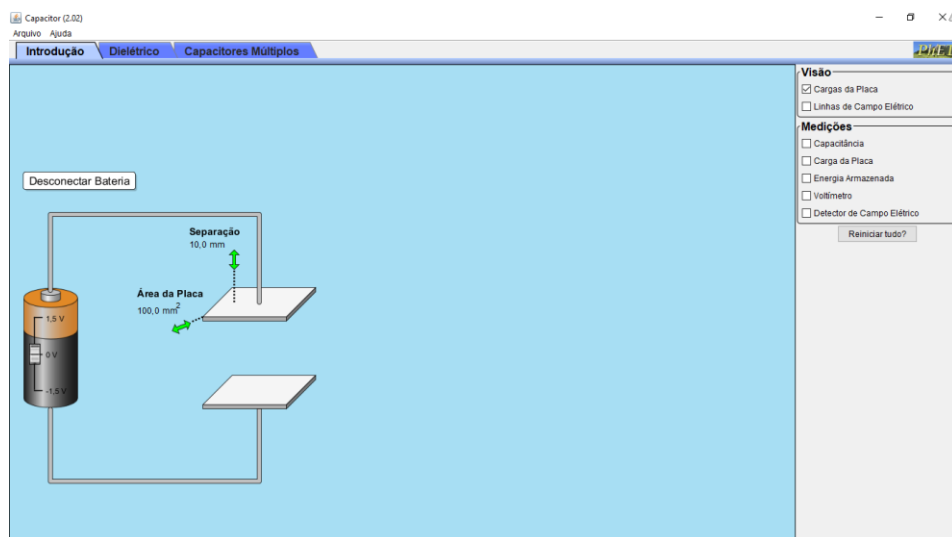 Capacitor (2.02)
Arquivo Ajuda
Introdução Dielétrico Capacitores Múltiplos
PhET
Visão
Cargas da Placa
Linhas de Campo Elétrico
Medições
Capacitância
Carga da Placa
Energia Armazenada
Voltímetro
Detector de Campo Elétrico
Reiniciar tudo?
Desconectar Bateria
Separação
10,0 mm
Área da Placa
100,0 mm²
1,5 V
0 V
-1,5 V